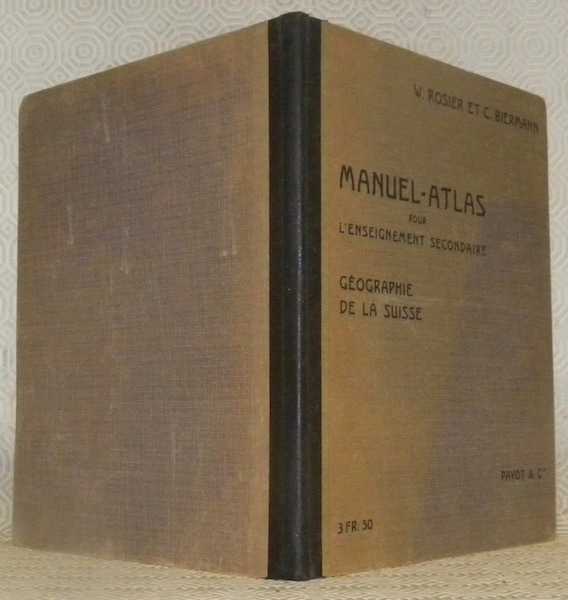 W. ROSIER ET C. BIERMANN
MANUEL-ATLAS
POUR
L'ENSEIGNEMENT SECONDAIRE
GÉOGRAPHIE
DE LA SUISSE
PAYOT & Cie
3 FR. 50